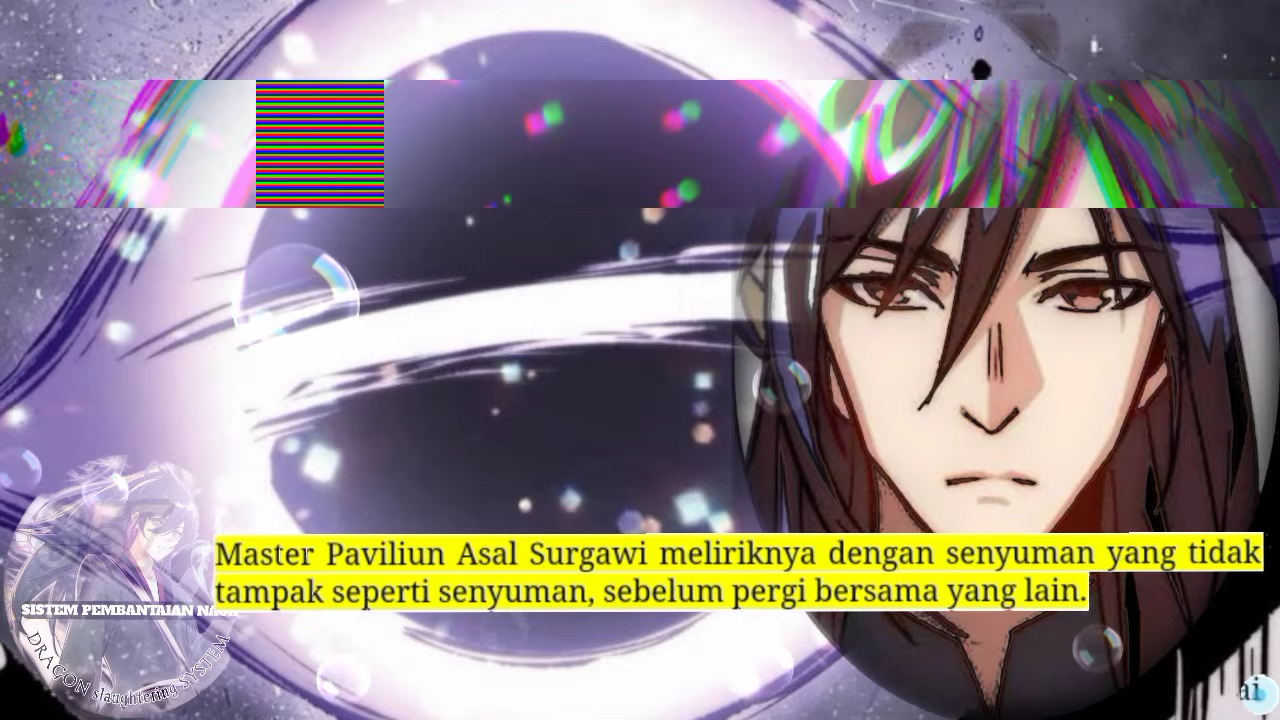 Master Paviliun Asal Surgawi meliriknya dengan senyuman yang tidak
tampak seperti senyuman, sebelum pergi bersama yang lain.
SISTEM PEMBANTAIAN NAGA
DRAGON slaughtering SYSTEM
ai